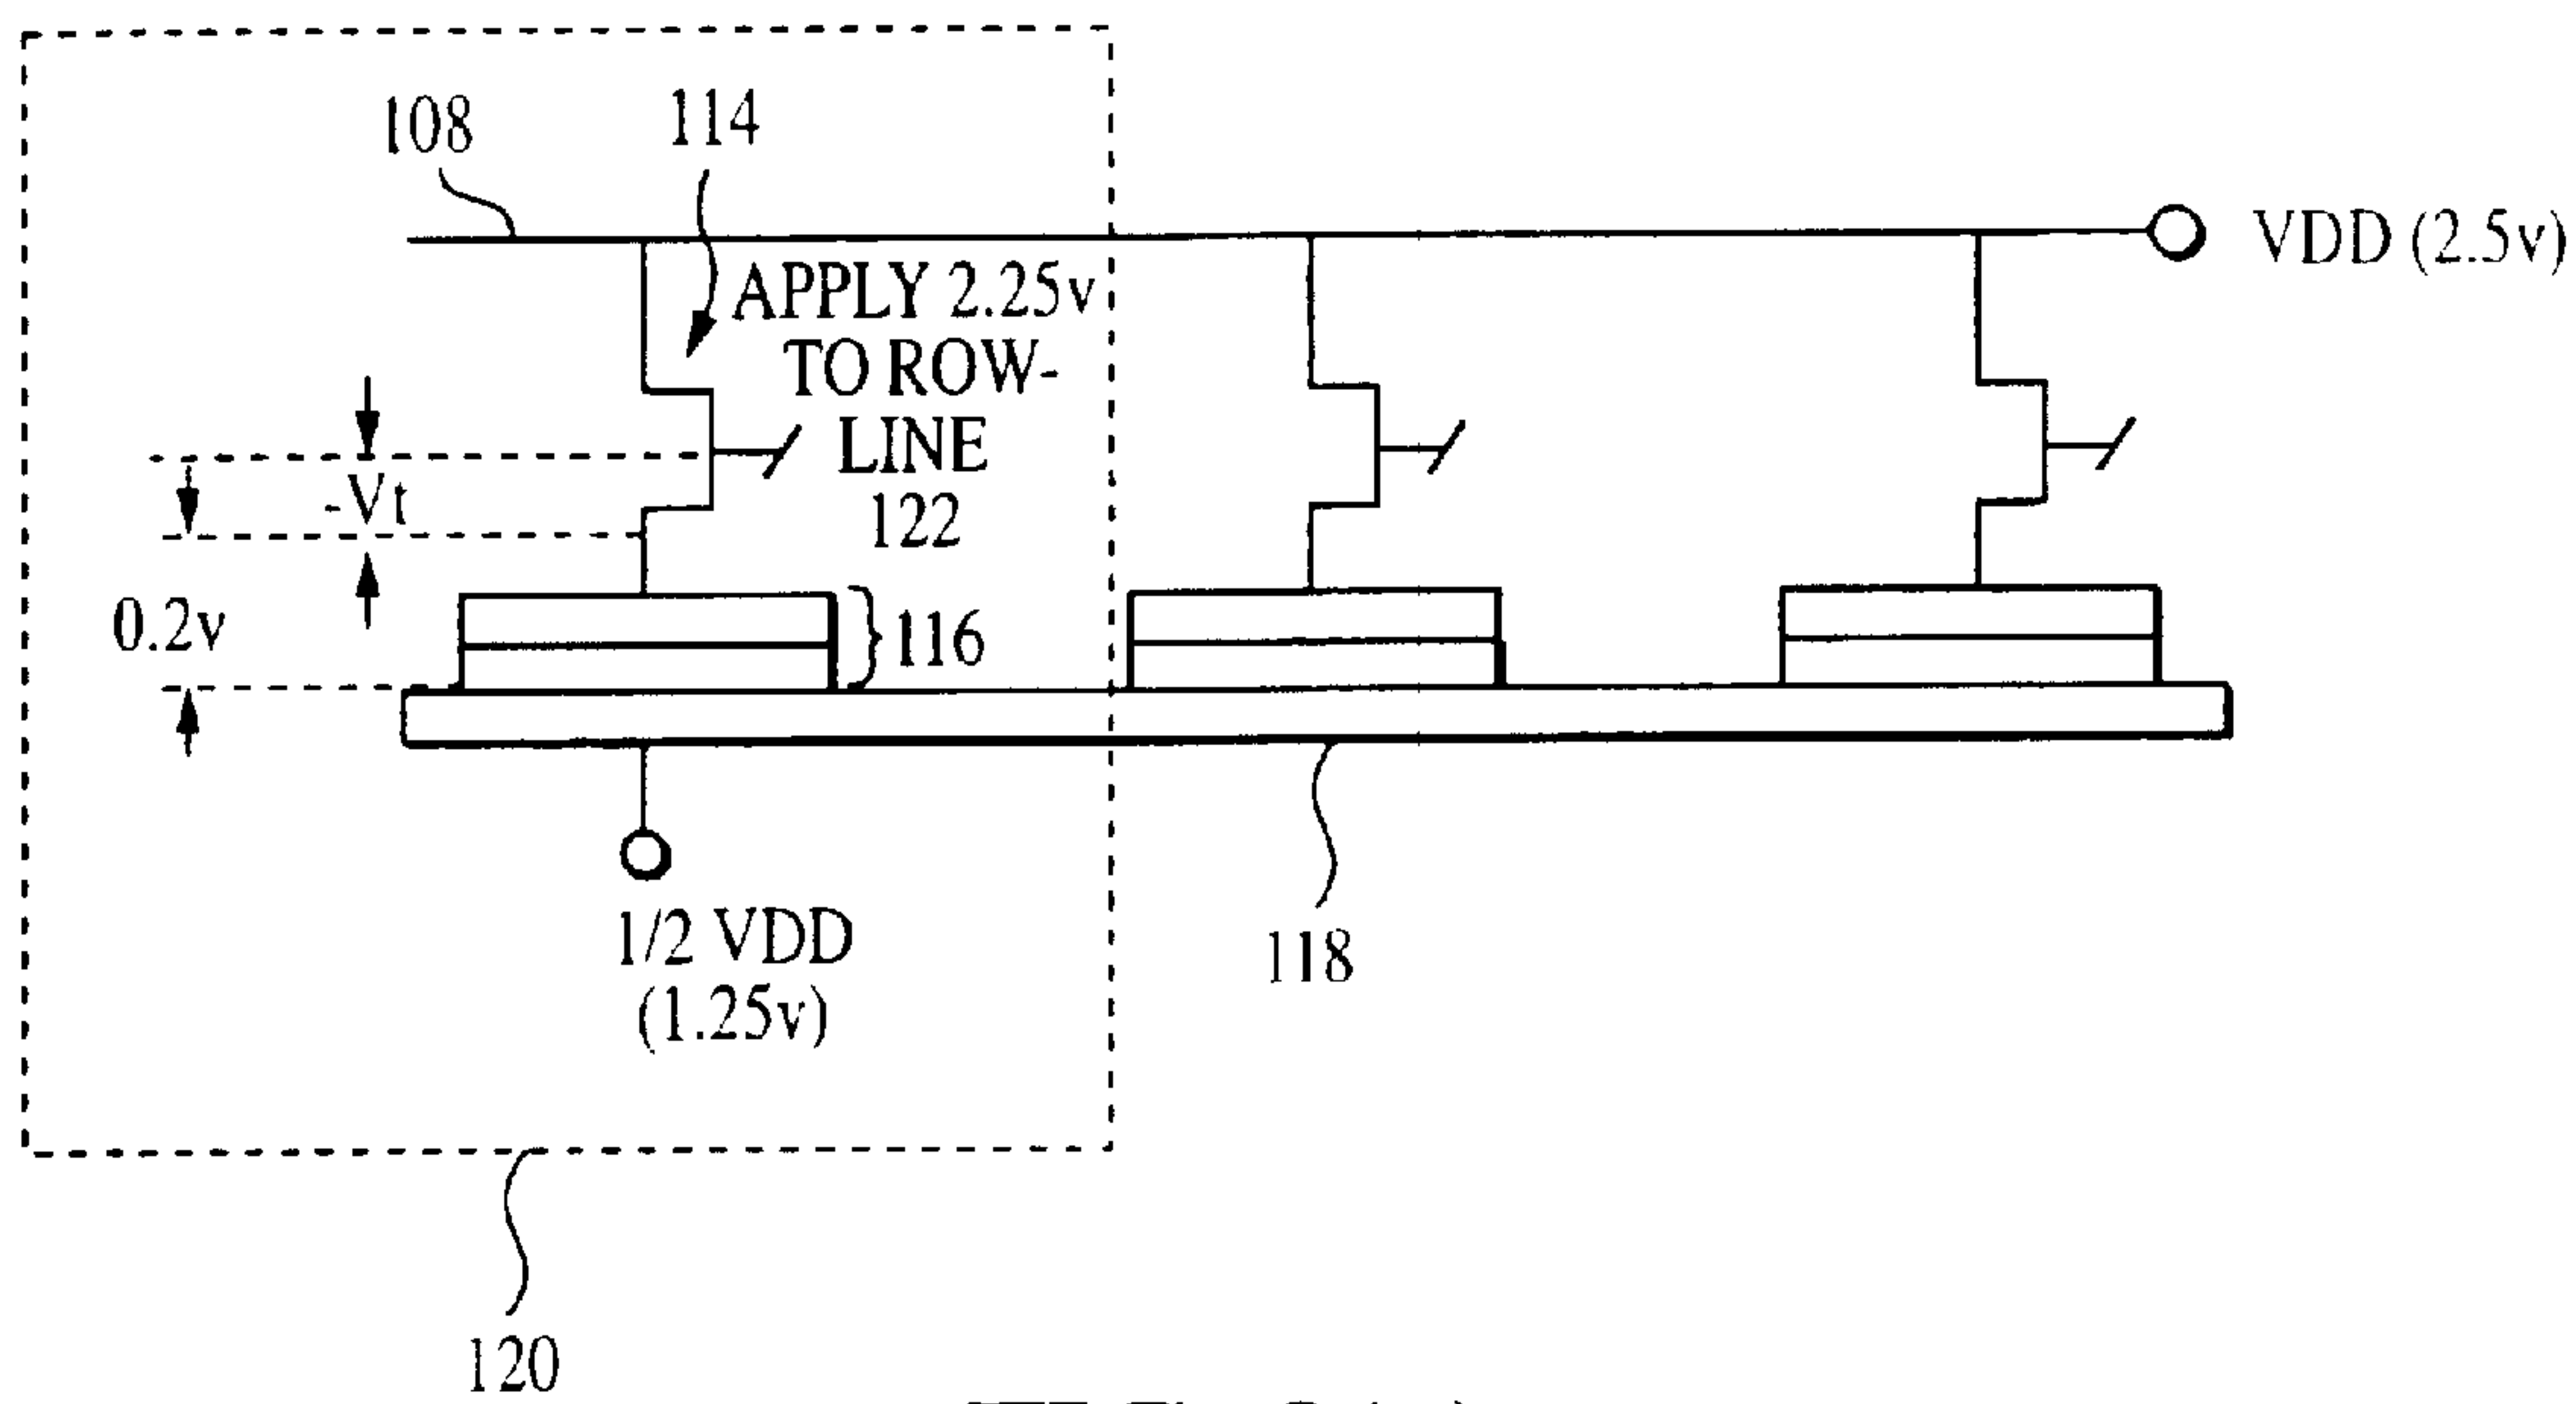 108
114
VDD (2.5v)
APPLY 2.25v
TO ROW-
LINE
122
-Vt
0.2v
116
1/2 VDD
(1.25v)
118
120